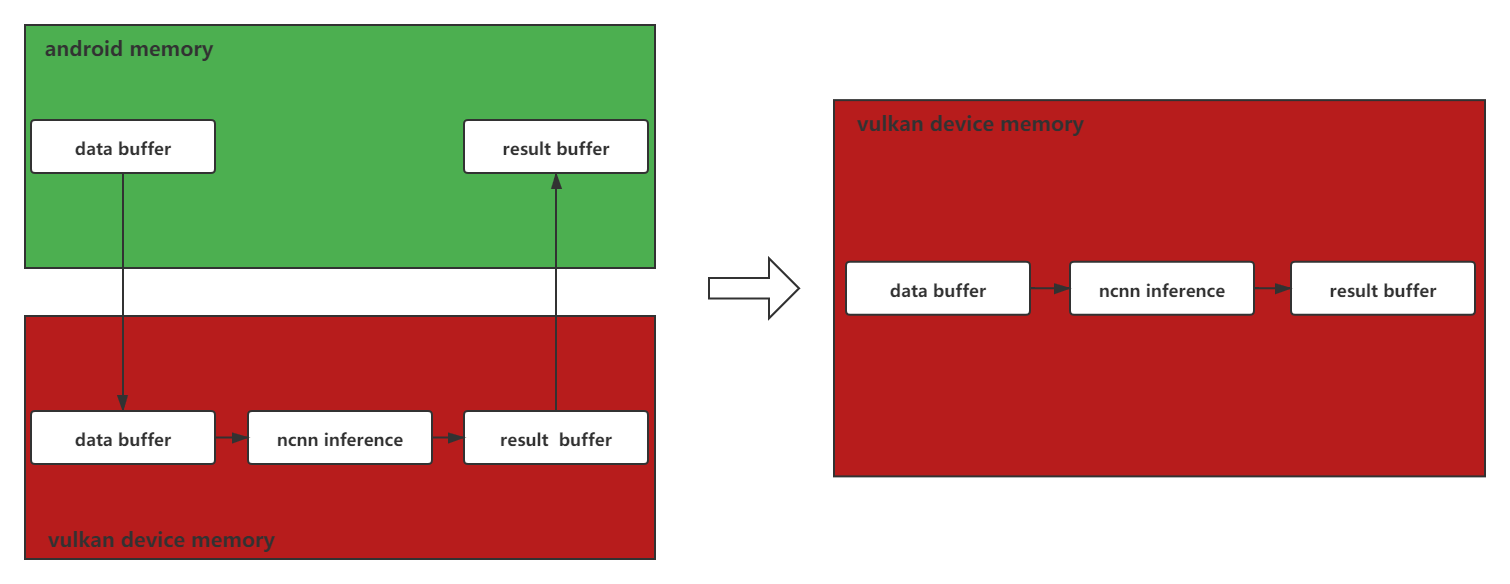 android memory
data buffer
result buffer
data buffer
ncnn inference
result  buffer
vulkan device memory
vulkan device memory
data buffer
ncnn inference
result buffer